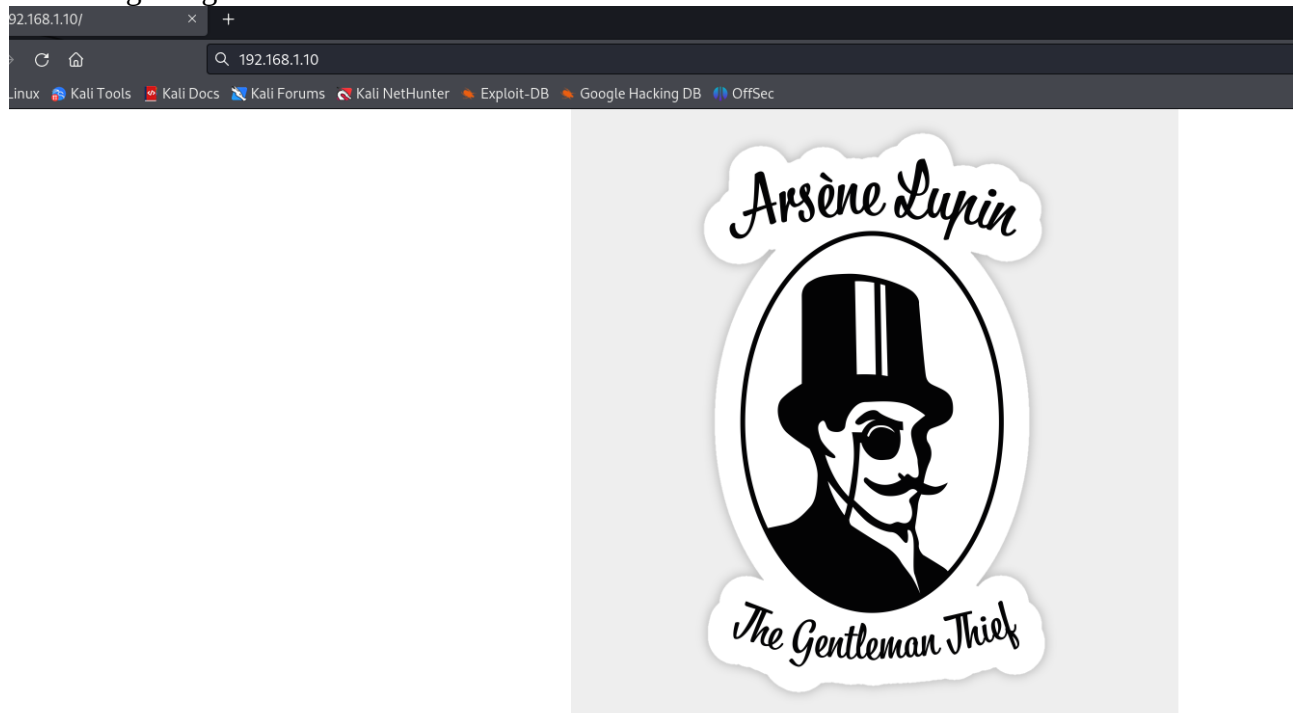 92.168.1.10/
192.168.1.10
Linux Kali Tools Kali Docs Kali Forums Kali NetHunter Exploit-DB Google Hacking DB OffSec
Arsène Lupin
The Gentleman Thief